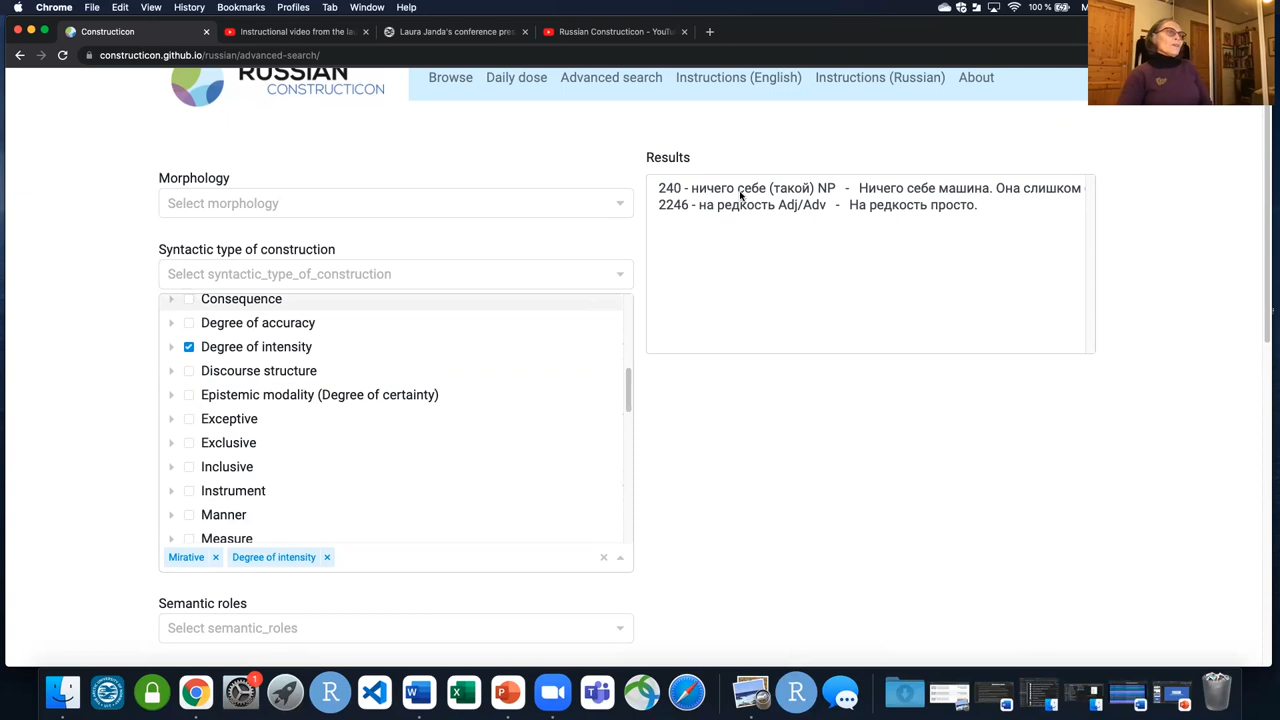 Chrome File Edit View History Bookmarks Profiles Tab Window Help 100 %
Constructicon
Instructional video from the la
Laura Janda's conference pres
Russian Constructicon – YouTu
constructicon.github.io/russian/advanced-search/
RUSSIAN
CONSTRUCTICON
Browse Daily dose Advanced search Instructions (English) Instructions (Russian) About
Results
240 - ничего себе (такой) NP - Ничего себе машина. Она слишком
2246 - на редкость Adj/Adv - На редкость просто.
Morphology
Select morphology
Syntactic type of construction
Select syntactic_type_of_construction
Consequence
Degree of accuracy
Degree of intensity
Discourse structure
Epistemic modality (Degree of certainty)
Exceptive
Exclusive
Inclusive
Instrument
Manner
Measure
Mirative × Degree of intensity ×
Semantic roles
Select semantic_roles
1